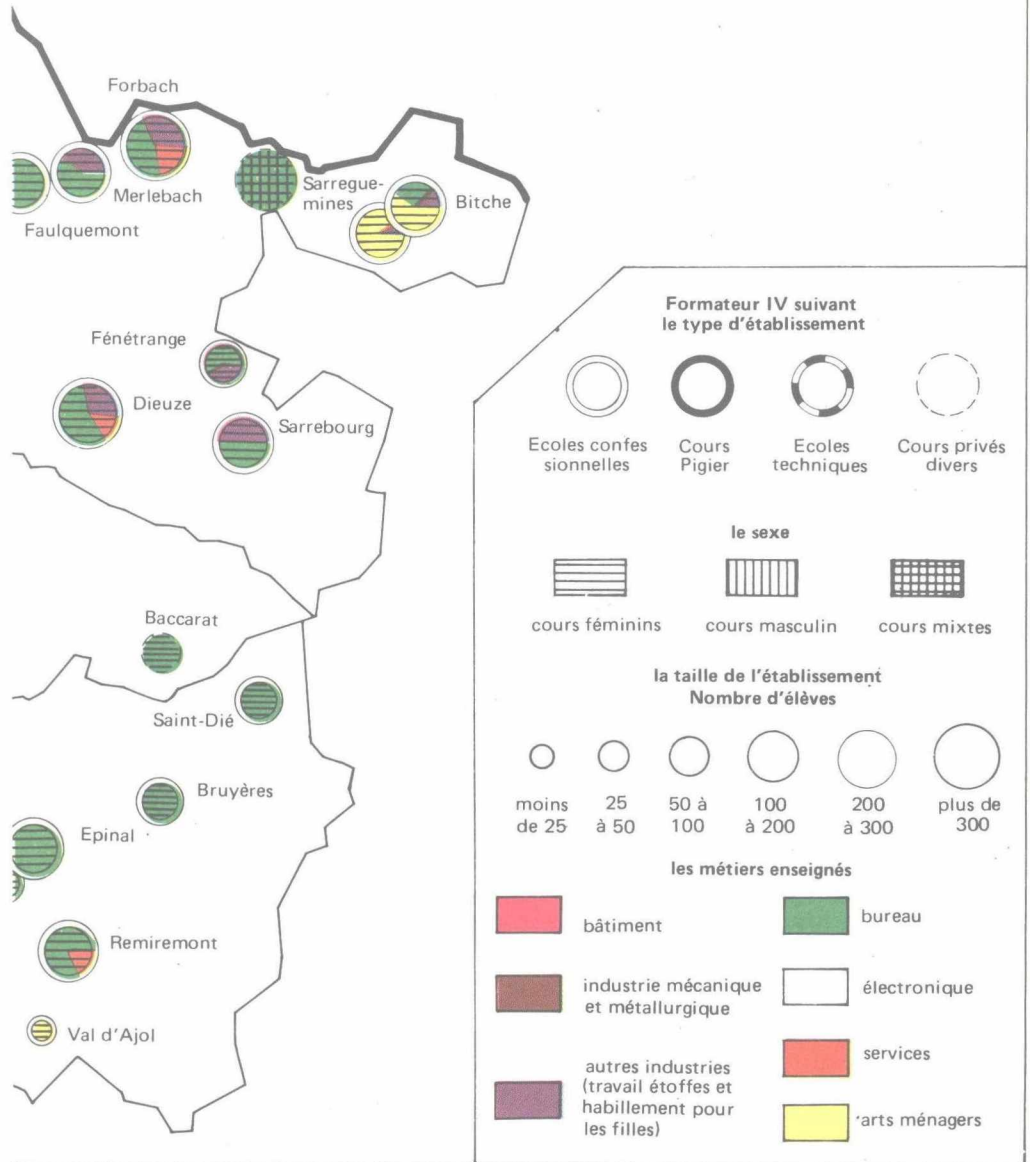 Forbach
Merlebach
Faulquemont
Sarregue-
mines
Bitche
Fénétrange
Dieuze
Sarrebourg
Baccarat
Saint-Dié
Bruyères
Epinal
Remiremont
Val d'Ajol
Formateur IV suivant
le type d'établissement
Ecoles confes
sionnelles
Cours
Pigier
Ecoles
techniques
Cours privés
divers
le sexe
cours féminins
cours masculin
cours mixtes
la taille de l'établissement
Nombre d'élèves
moins
de 25
25
à 50
50 à
100
100
à 200
200
à 300
plus de
300
les métiers enseignés
bâtiment
bureau
industrie mécanique
et métallurgique
électronique
autres industries
(travail étoffes et
habillement pour
les filles)
services
arts ménagers